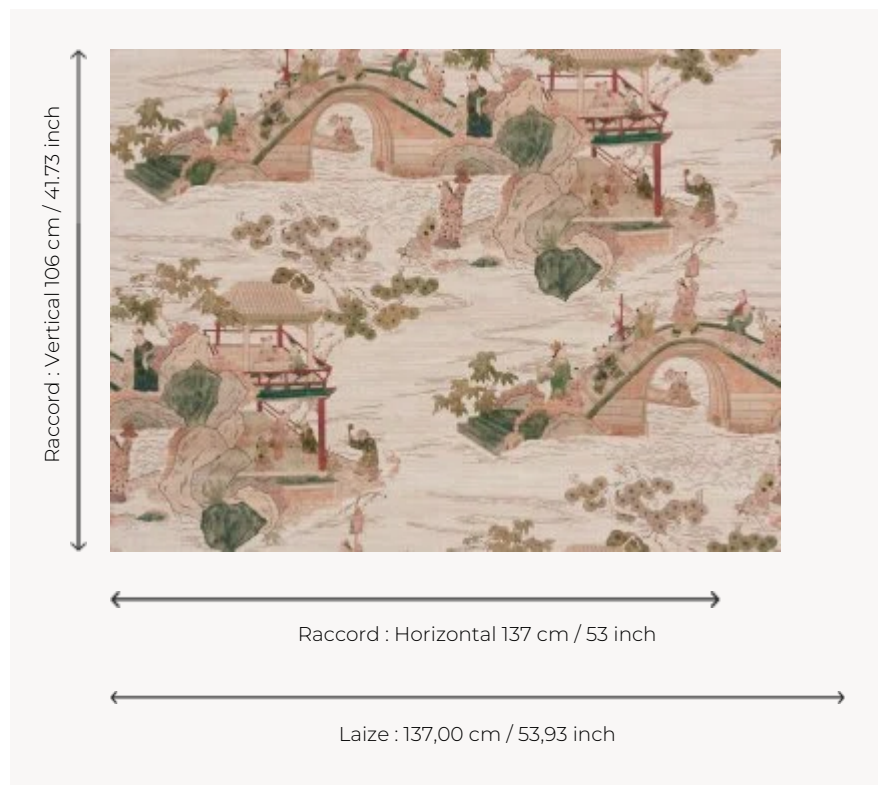 Raccord : Vertical 106 cm / 41.73 inch
Raccord : Horizontal 137 cm / 53 inch
Laize : 137,00 cm / 53,93 inch